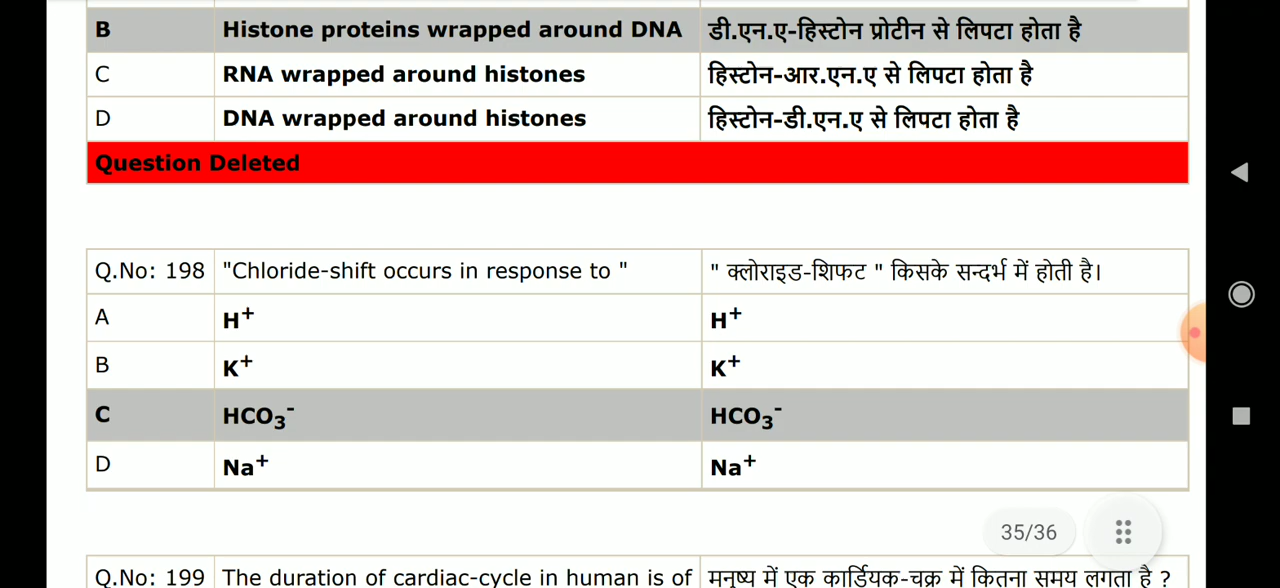 B Histone proteins wrapped around DNA डी.एन.ए-हिस्टोन प्रोटीन से लिपटा होता है
C RNA wrapped around histones हिस्टोन-आर.एन.ए से लिपटा होता है
D DNA wrapped around histones हिस्टोन-डी.एन.ए से लिपटा होता है
Question Deleted
Q.No: 198 "Chloride-shift occurs in response to " " क्लोराइड-शिफट " किसके सन्दर्भ में होती है।
A H⁺ H⁺
B K⁺ K⁺
C HCO₃⁻ HCO₃⁻
D Na⁺ Na⁺
35/36
Q.No: 199 The duration of cardiac-cycle in human is of मनुष्य में एक कार्डियक-चक्र में कितना समय लगता है ?